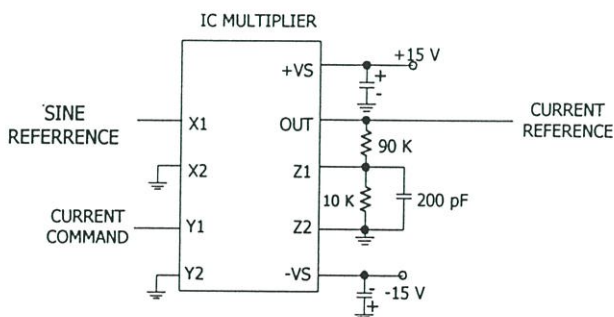 IC MULTIPLIER
+VS
+15 V
+
-
SINE
REFERRENCE
X1
OUT
CURRENT
REFERENCE
90 K
X2
Z1
10 K
200 pF
CURRENT
COMMAND
Y1
Z2
Y2
-VS
-
-15 V
+